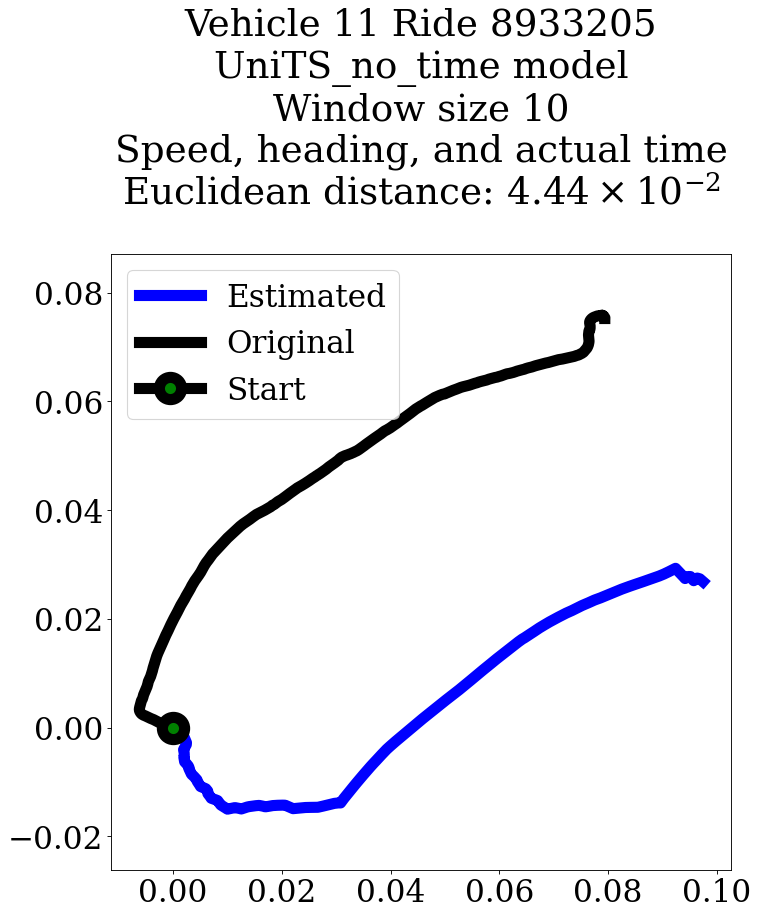 Vehicle 11 Ride 8933205
UniTS_no_time model
Window size 10
Speed, heading, and actual time
Euclidean distance: 4.44 × 10⁻²
Estimated
Original
Start
0.08
0.06
0.04
0.02
0.00
−0.02
0.00 0.02 0.04 0.06 0.08 0.10